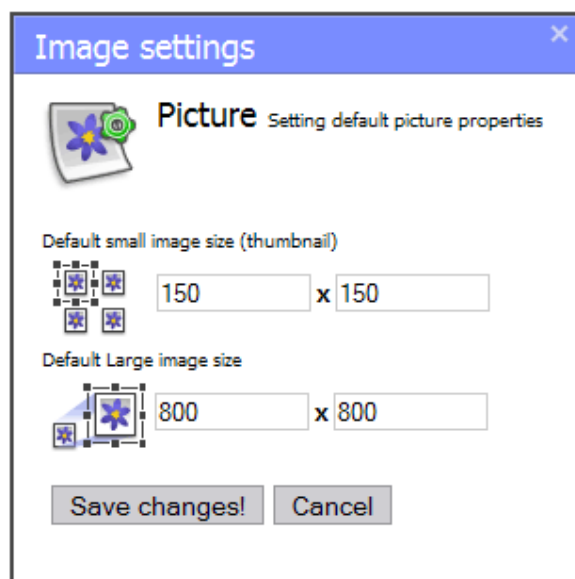 Image settings
Picture Setting default picture properties
Default small image size (thumbnail)
150 x 150
Default Large image size
800 x 800
Save changes! Cancel